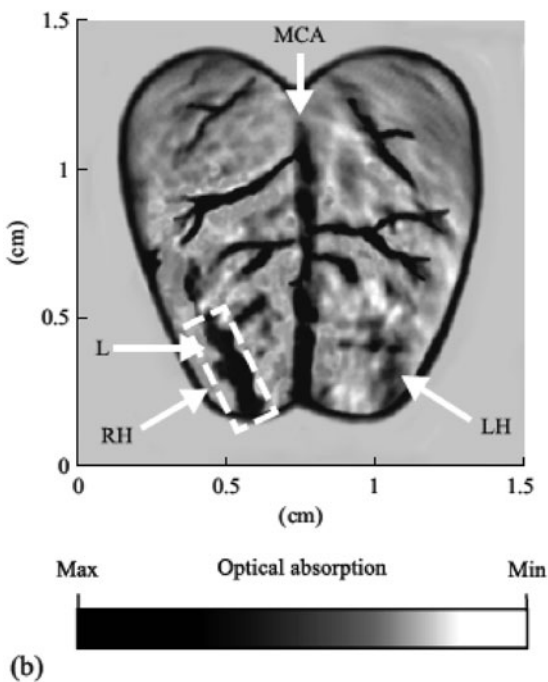 1.5
MCA
1
(cm)
0.5
L
RH
LH
0
0 0.5 1 1.5
(cm)
Max Optical absorption Min
(b)